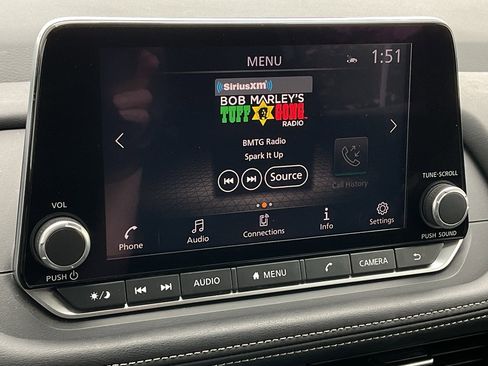 MENU
1:51
SiriusXM
BOB MARLEY'S
TUFF GONG
RADIO
BMTG Radio
Spark It Up
Source
Call History
Phone
Audio
Connections
Info
Settings
VOL
PUSH
TUNE·SCROLL
PUSH SOUND
AUDIO
MENU
CAMERA